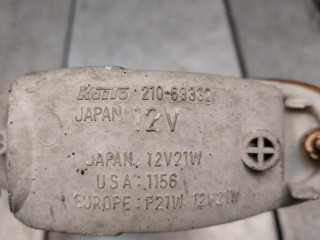 KOITO 210-69332
JAPAN 12V
JAPAN. 12V21W
USA: 1156
EUROPE: P21W 12V21W